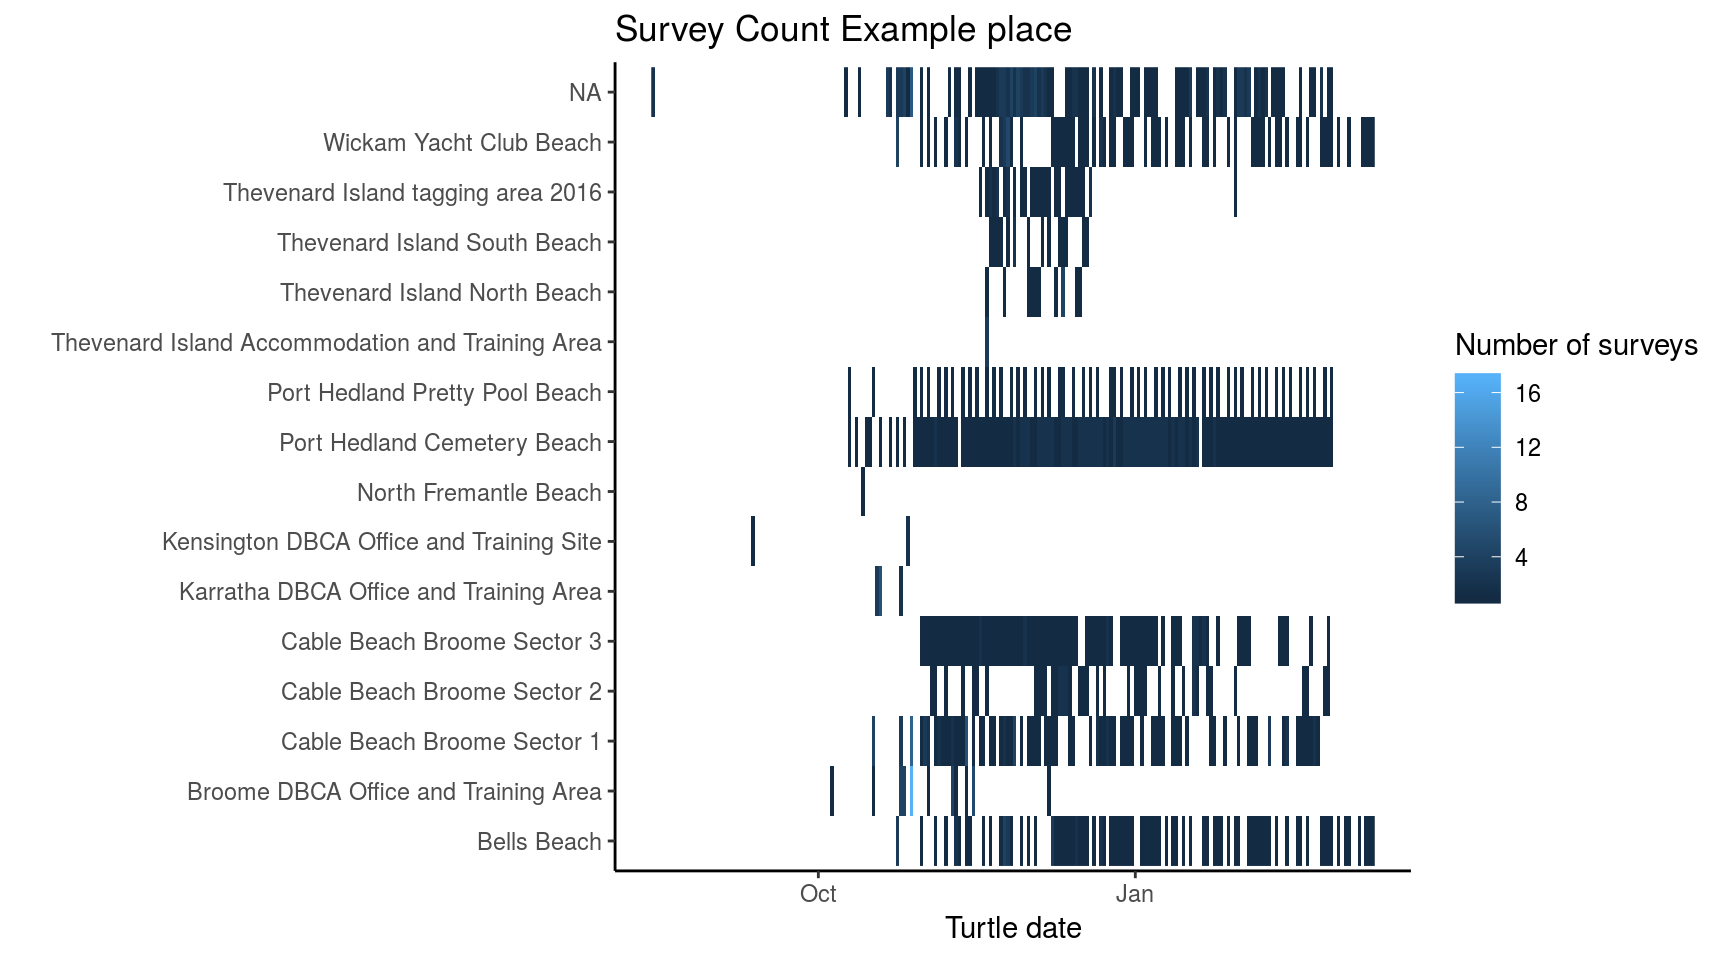 Survey Count Example place
NA
Wickam Yacht Club Beach
Thevenard Island tagging area 2016
Thevenard Island South Beach
Thevenard Island North Beach
Thevenard Island Accommodation and Training Area
Port Hedland Pretty Pool Beach
Port Hedland Cemetery Beach
North Fremantle Beach
Kensington DBCA Office and Training Site
Karratha DBCA Office and Training Area
Cable Beach Broome Sector 3
Cable Beach Broome Sector 2
Cable Beach Broome Sector 1
Broome DBCA Office and Training Area
Bells Beach
Oct Jan
Turtle date
Number of surveys
16
12
8
4